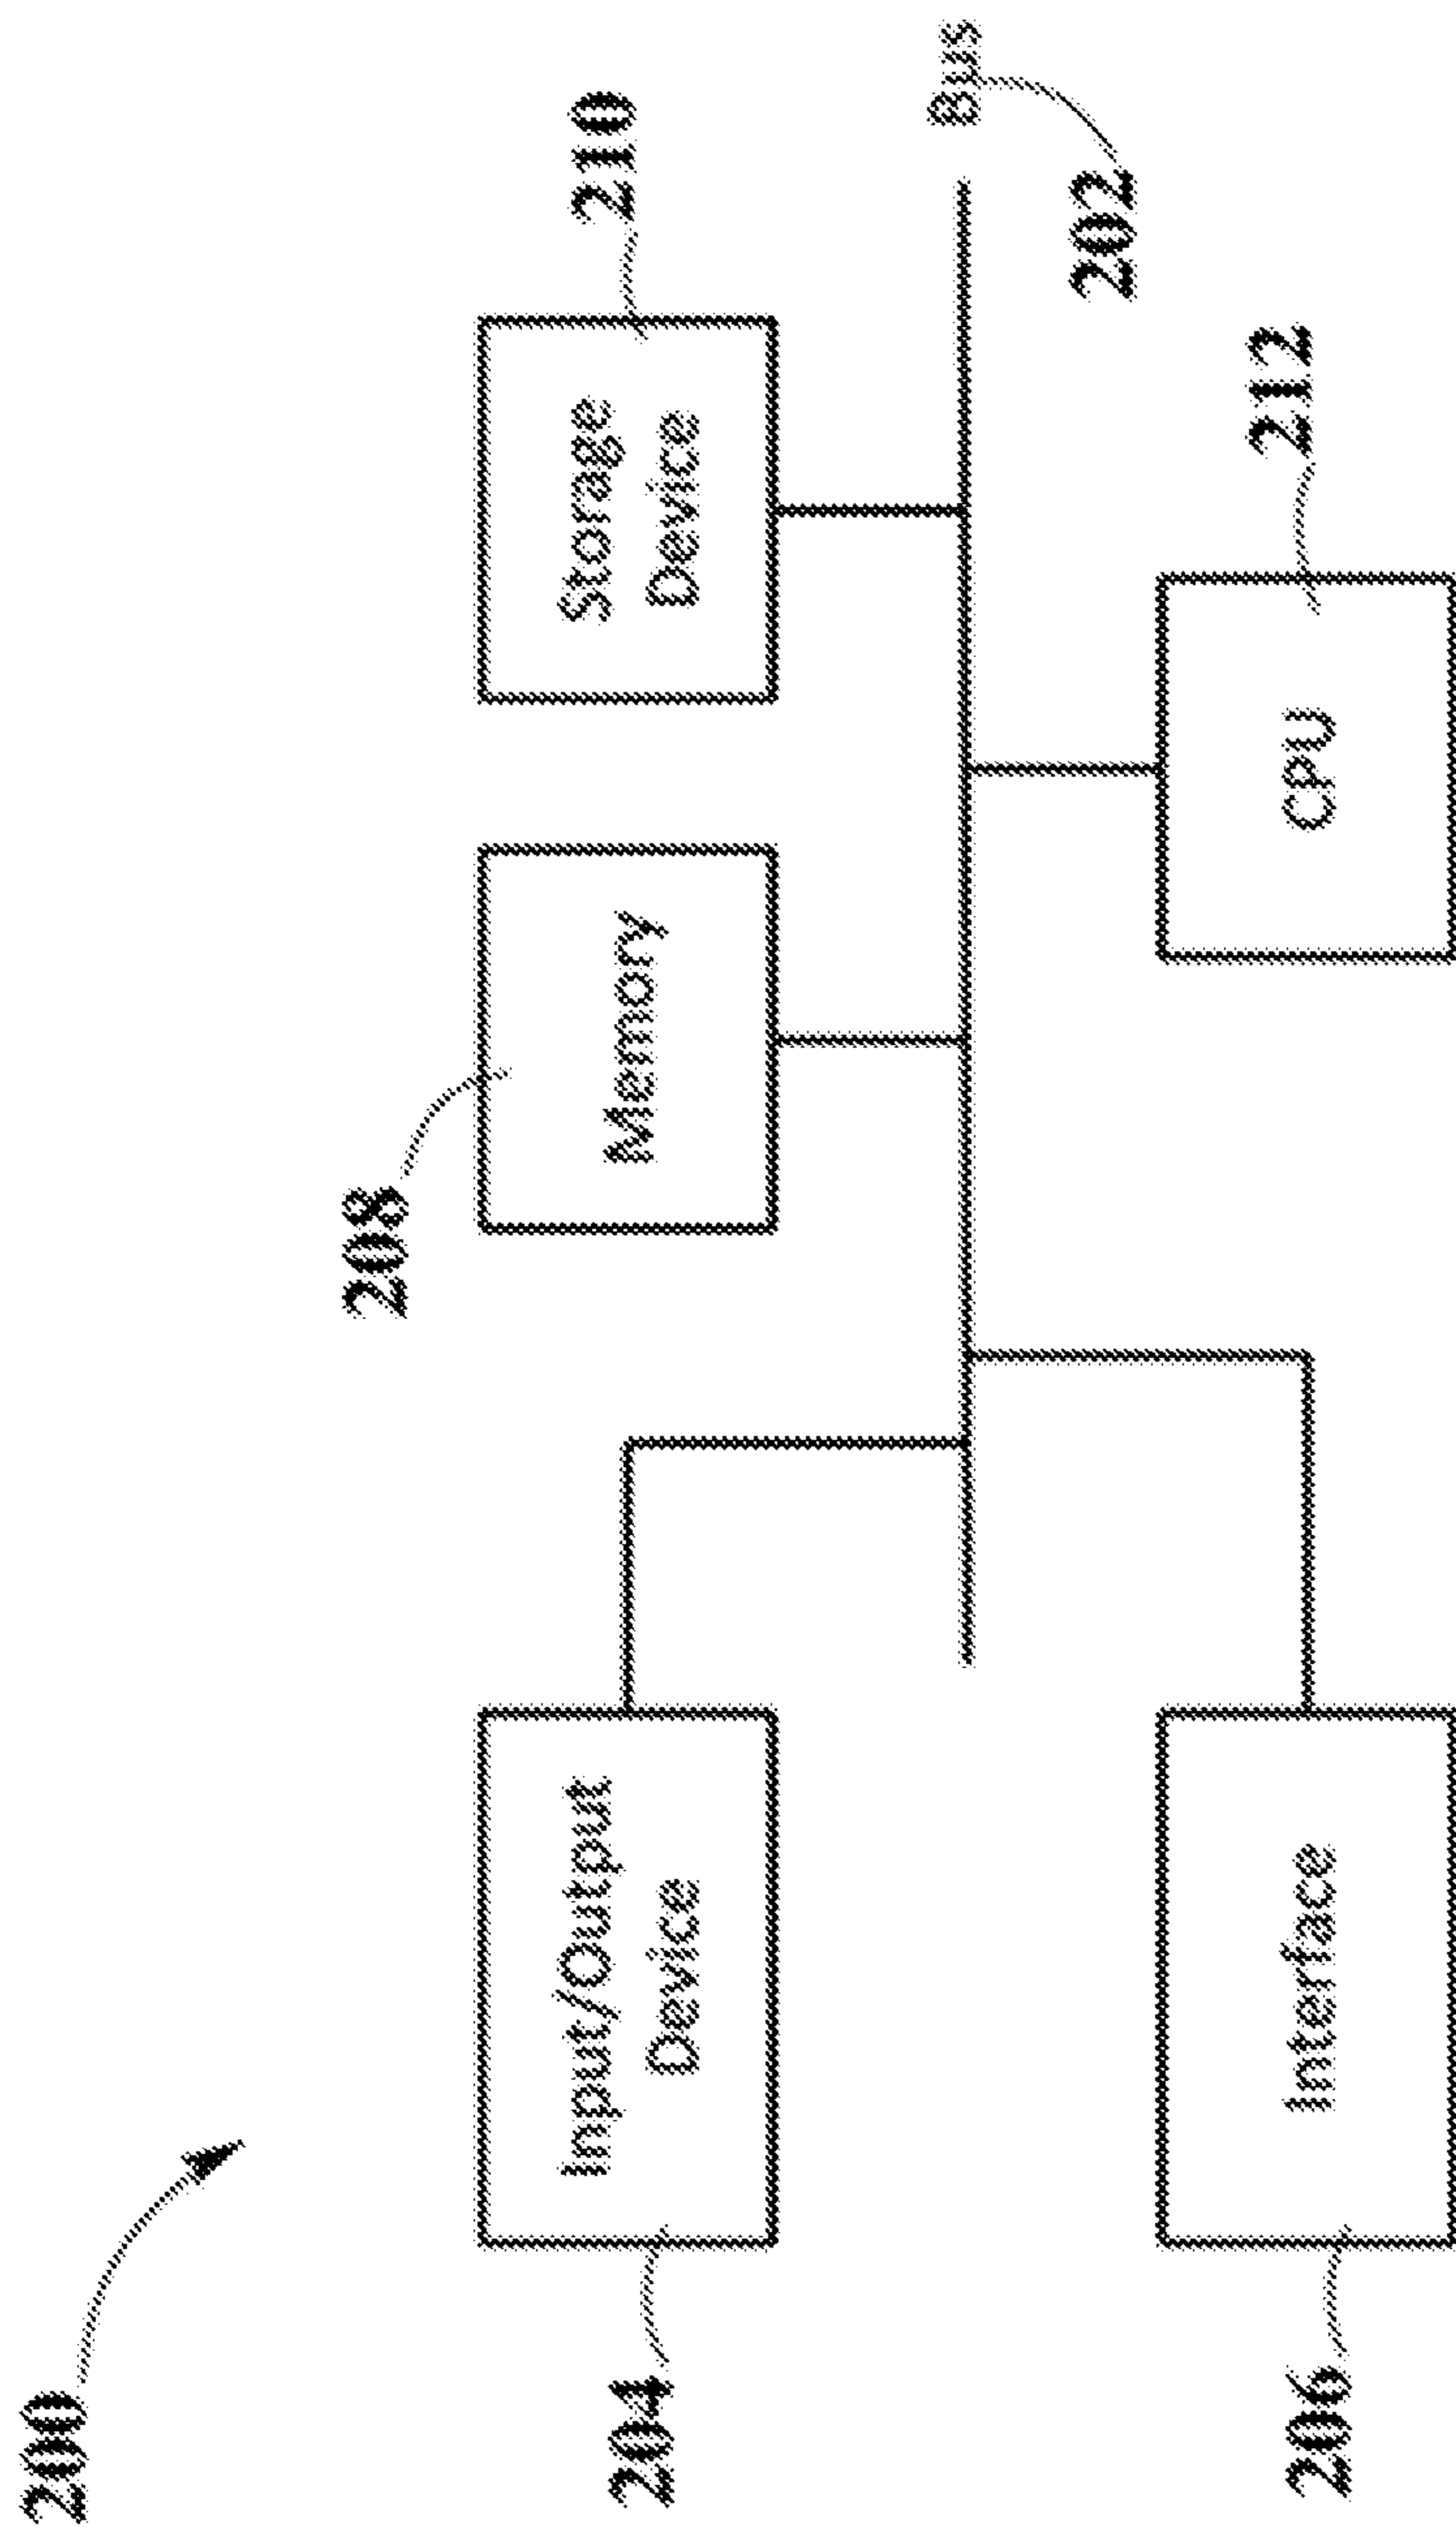 200
208
210
204
Input/Output
Device
Memory
Storage
Device
Bus
202
206
Interface
CPU
212